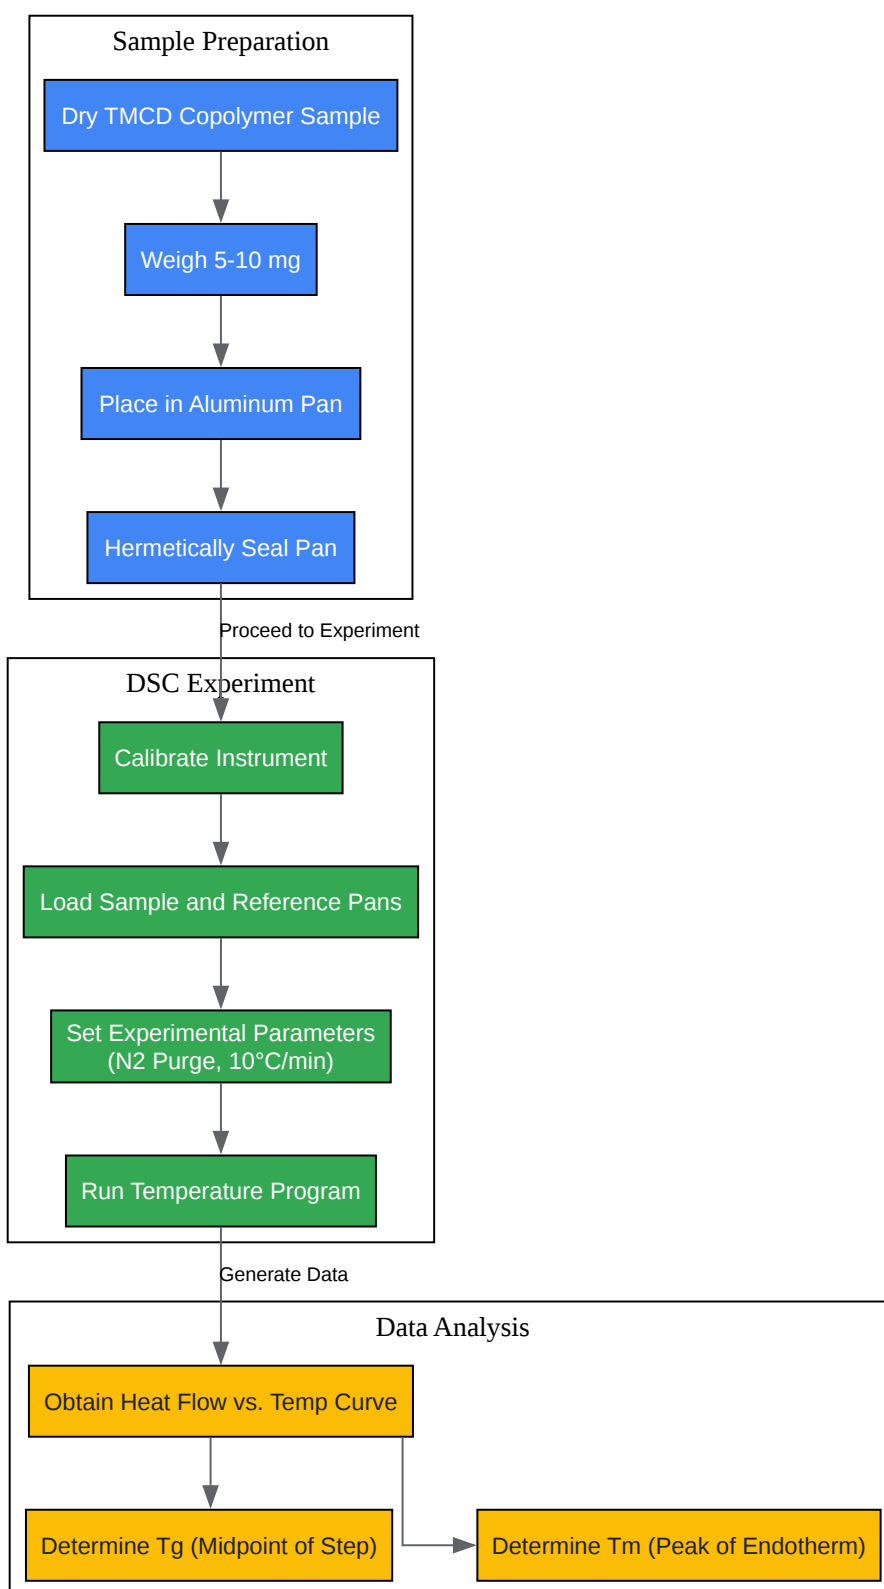 Sample Preparation
Dry TMCD Copolymer Sample
Weigh 5-10 mg
Place in Aluminum Pan
Hermetically Seal Pan
Proceed to Experiment
DSC Experiment
Calibrate Instrument
Load Sample and Reference Pans
Set Experimental Parameters
(N2 Purge, 10°C/min)
Run Temperature Program
Generate Data
Data Analysis
Obtain Heat Flow vs. Temp Curve
Determine Tg (Midpoint of Step)
Determine Tm (Peak of Endotherm)